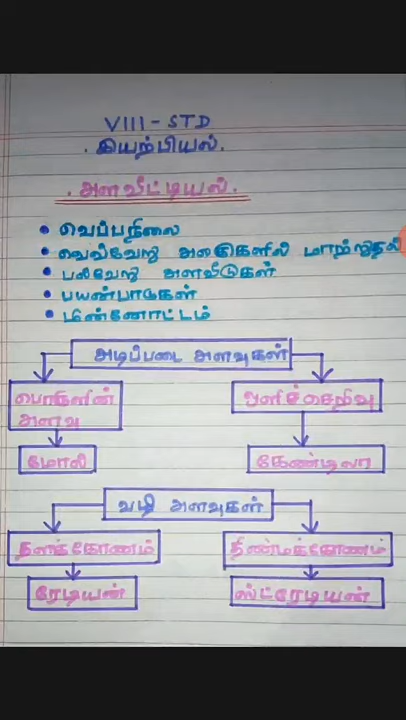 VIII - STD
இயற்பியல்.
அளவீட்டியல்.
வெப்பநிலை
வெவ்வேறு அலகுகளில் மாற்றுதல்
பல்வேறு அளவீடுகள்
பயன்பாடுகள்
மின்னோட்டம்
அடிப்படை அளவுகள்
பொருளின் அளவு
ஒளிச்செறிவு
மோல்
கேண்டிலா
வழி அளவுகள்
தளக்கோணம்
திண்மக்கோணம்
ரேடியன்
ஸ்ட்ரேடியன்